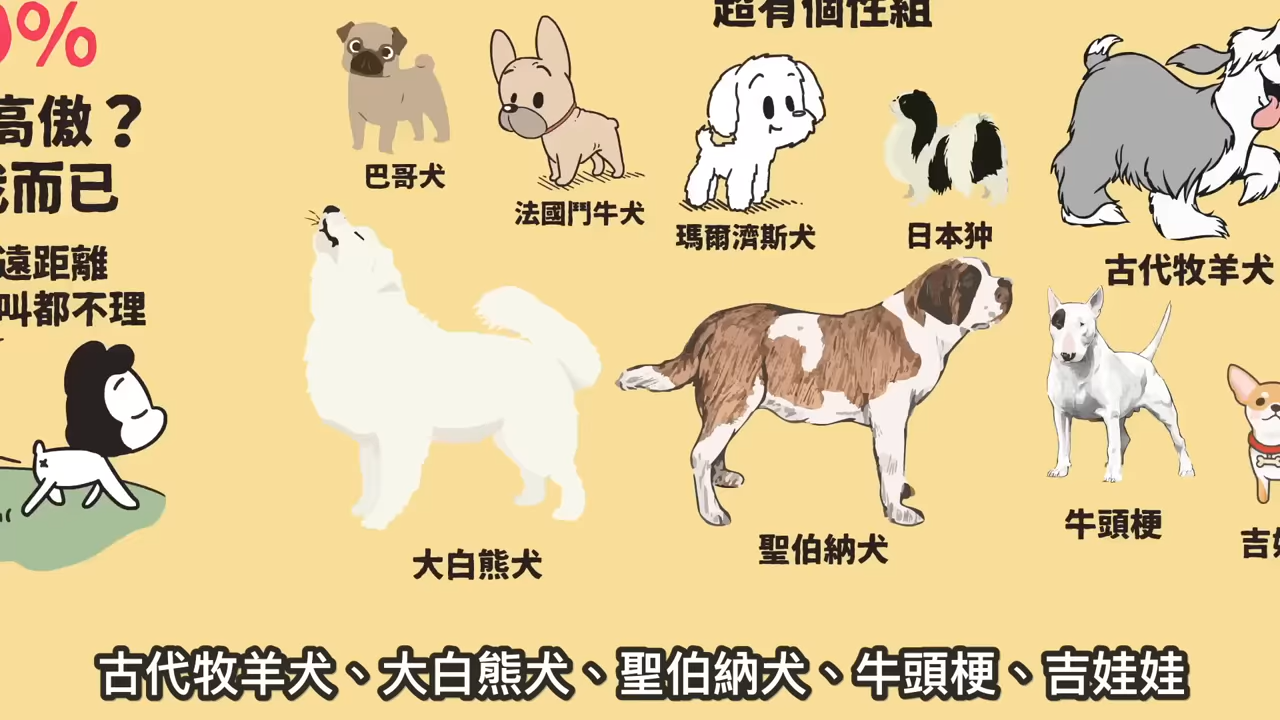 超有個性組
0%
高傲？
我而已
遠距離
叫都不理
巴哥犬
法國鬥牛犬
瑪爾濟斯犬
日本狆
古代牧羊犬
大白熊犬
聖伯納犬
牛頭梗
吉娃
古代牧羊犬、大白熊犬、聖伯納犬、牛頭梗、吉娃娃